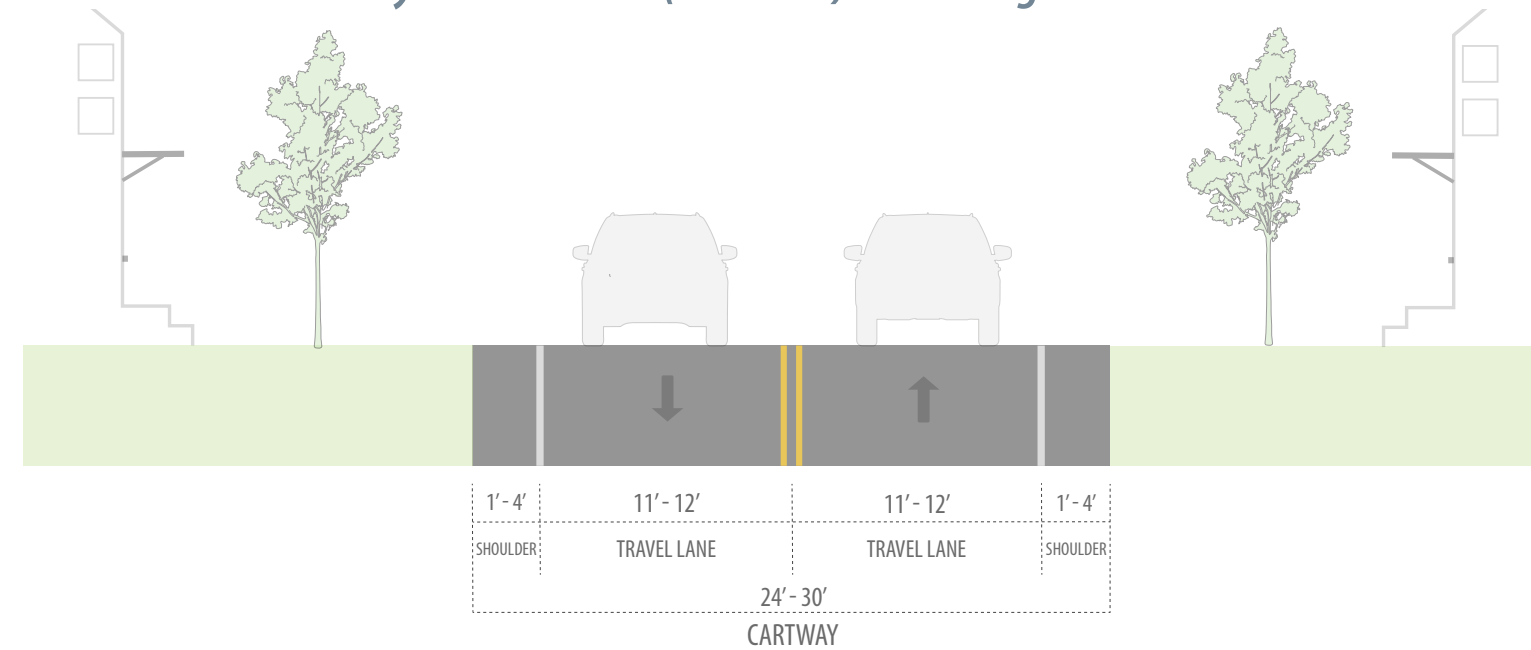 1’ - 4’ 11’ - 12’ 11’ - 12’ 1’ - 4’
SHOULDER TRAVEL LANE TRAVEL LANE SHOULDER
24’ - 30’
CARTWAY